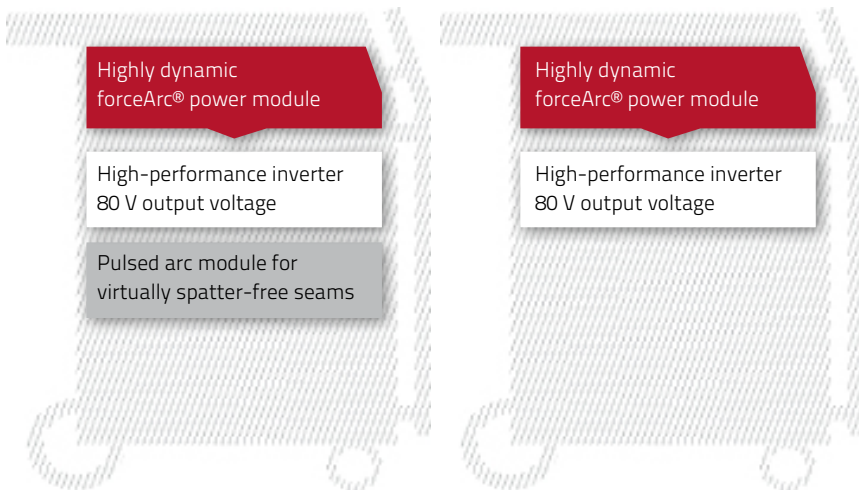 Highly dynamic
forceArc® power module
High-performance inverter
80 V output voltage
Pulsed arc module for
virtually spatter-free seams
Highly dynamic
forceArc® power module
High-performance inverter
80 V output voltage